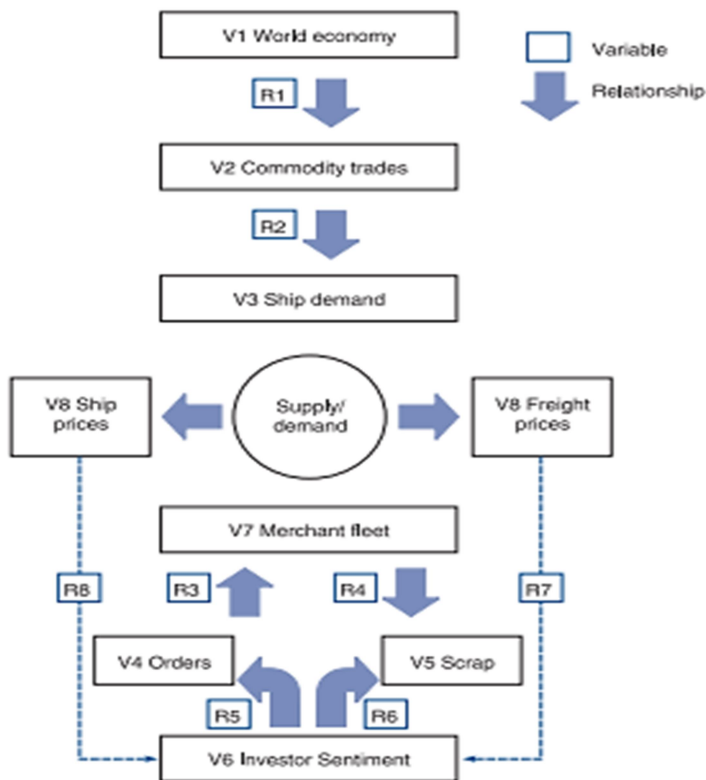 V1 World economy
Variable
R1
Relationship
V2 Commodity trades
R2
V3 Ship demand
V8 Ship
prices
Supply/
demand
V8 Freight
prices
V7 Merchant fleet
R8
R3
R4
R7
V4 Orders
V5 Scrap
R5
R6
V6 Investor Sentiment